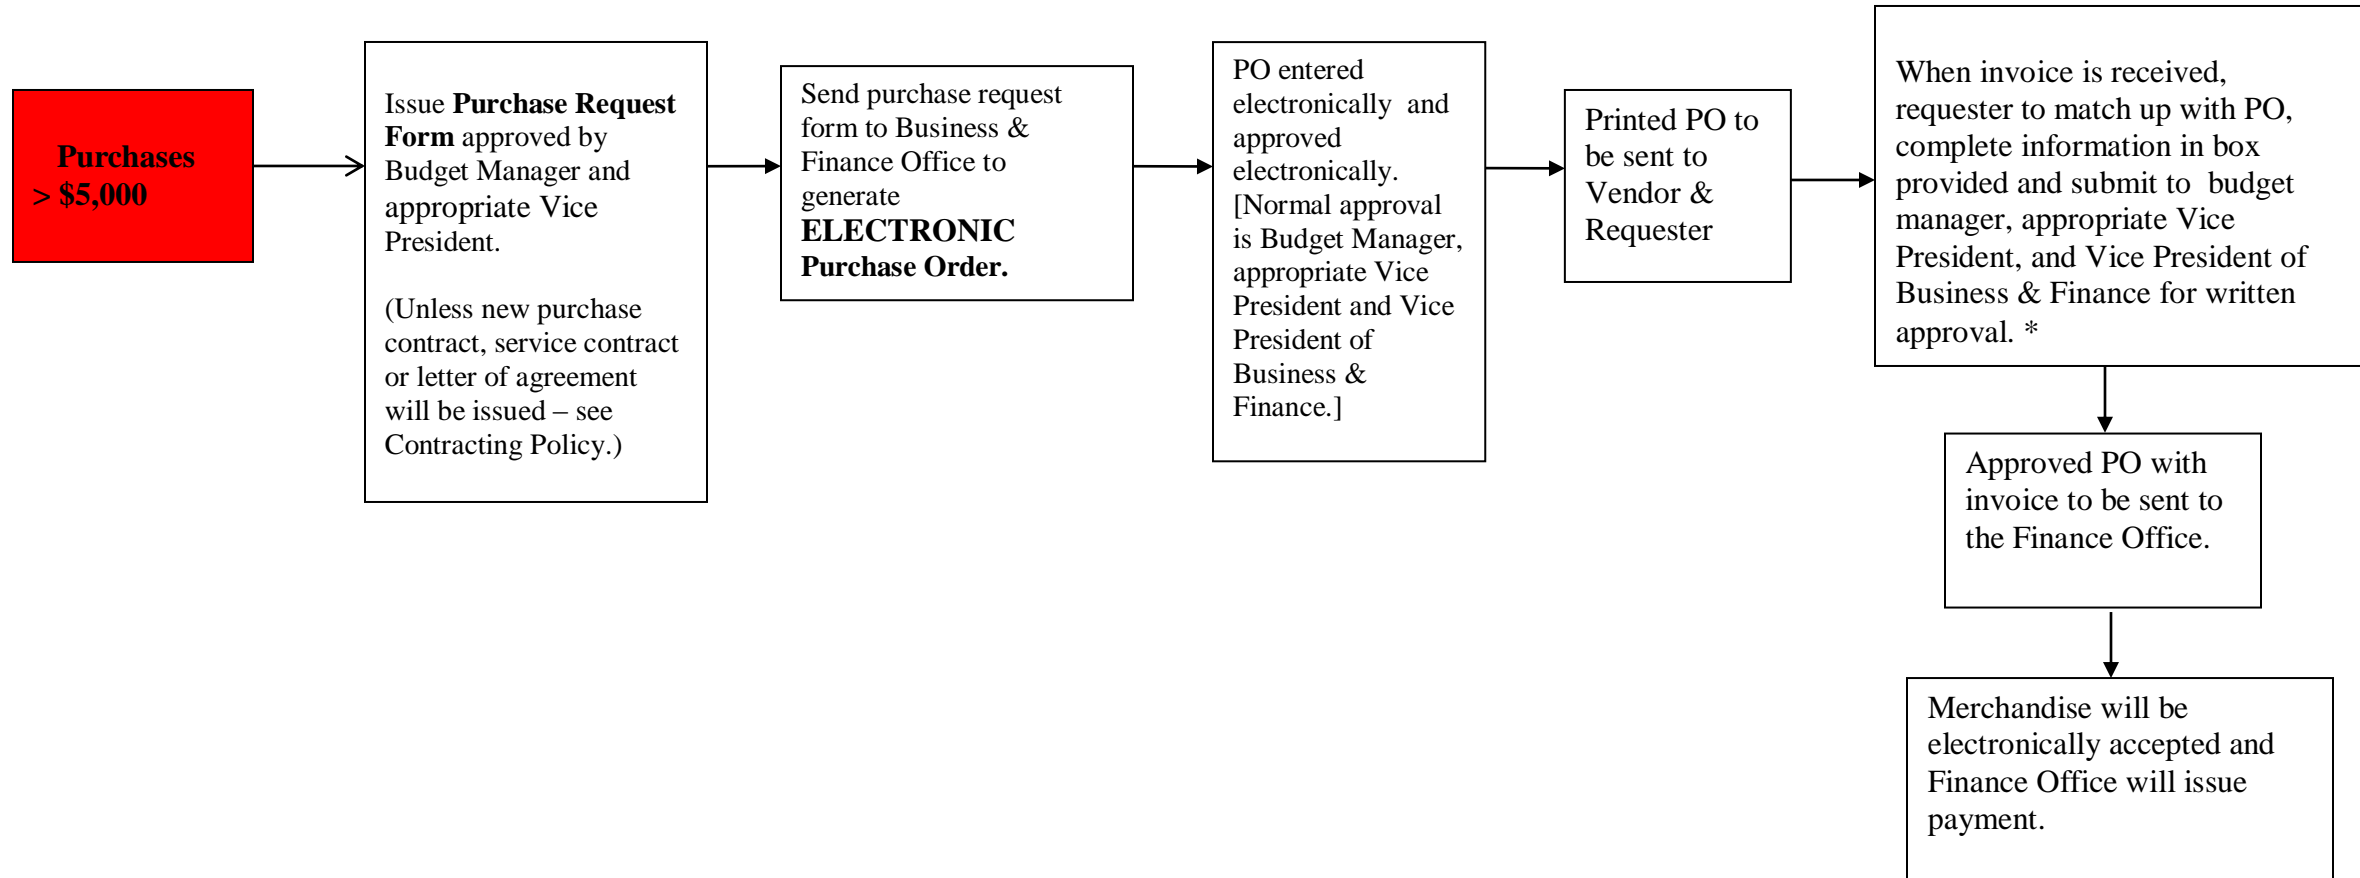 Purchases
> $5,000
Issue Purchase Request
Form approved by
Budget Manager and
appropriate Vice
President.
(Unless new purchase
contract, service contract
or letter of agreement
will be issued – see
Contracting Policy.)
Send purchase request
form to Business &
Finance Office to
generate
ELECTRONIC
Purchase Order.
PO entered
electronically and
approved
electronically.
[Normal approval
is Budget Manager,
appropriate Vice
President and Vice
President of
Business &
Finance.]
Printed PO to
be sent to
Vendor &
Requester
When invoice is received,
requester to match up with PO,
complete information in box
provided and submit to budget
manager, appropriate Vice
President, and Vice President of
Business & Finance for written
approval. *
Approved PO with
invoice to be sent to
the Finance Office.
Merchandise will be
electronically accepted and
Finance Office will issue
payment.